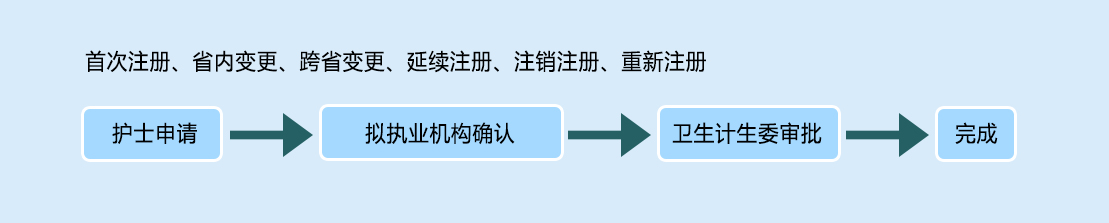 首次注册、省内变更、跨省变更、延续注册、注销注册、重新注册
护士申请
拟执业机构确认
卫生计生委审批
完成